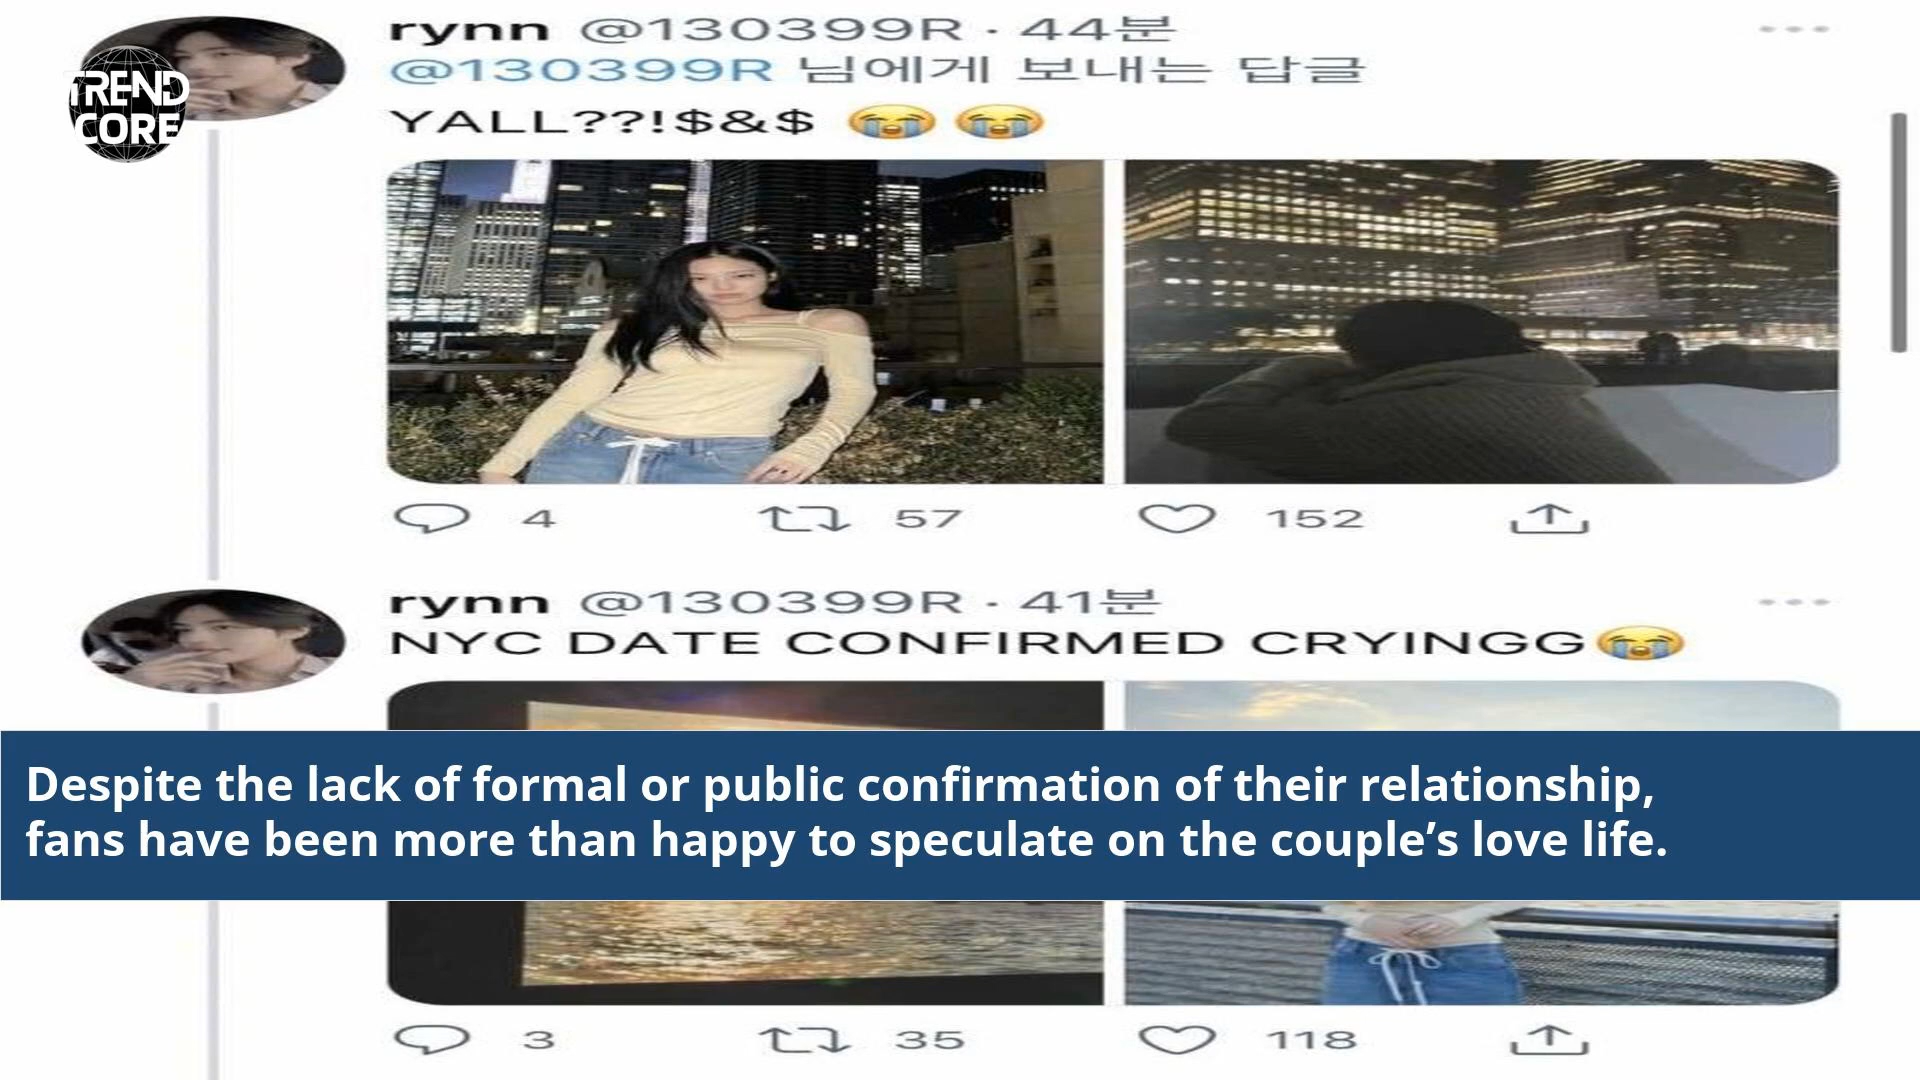 TREND
CORE
rynn @130399R · 44분
@130399R 님에게 보내는 답글
YALL??!$&$ 😭😭
4 57 152
rynn @130399R · 41분
NYC DATE CONFIRMED CRYINGG😭
Despite the lack of formal or public confirmation of their relationship,
fans have been more than happy to speculate on the couple’s love life.
3 35 118